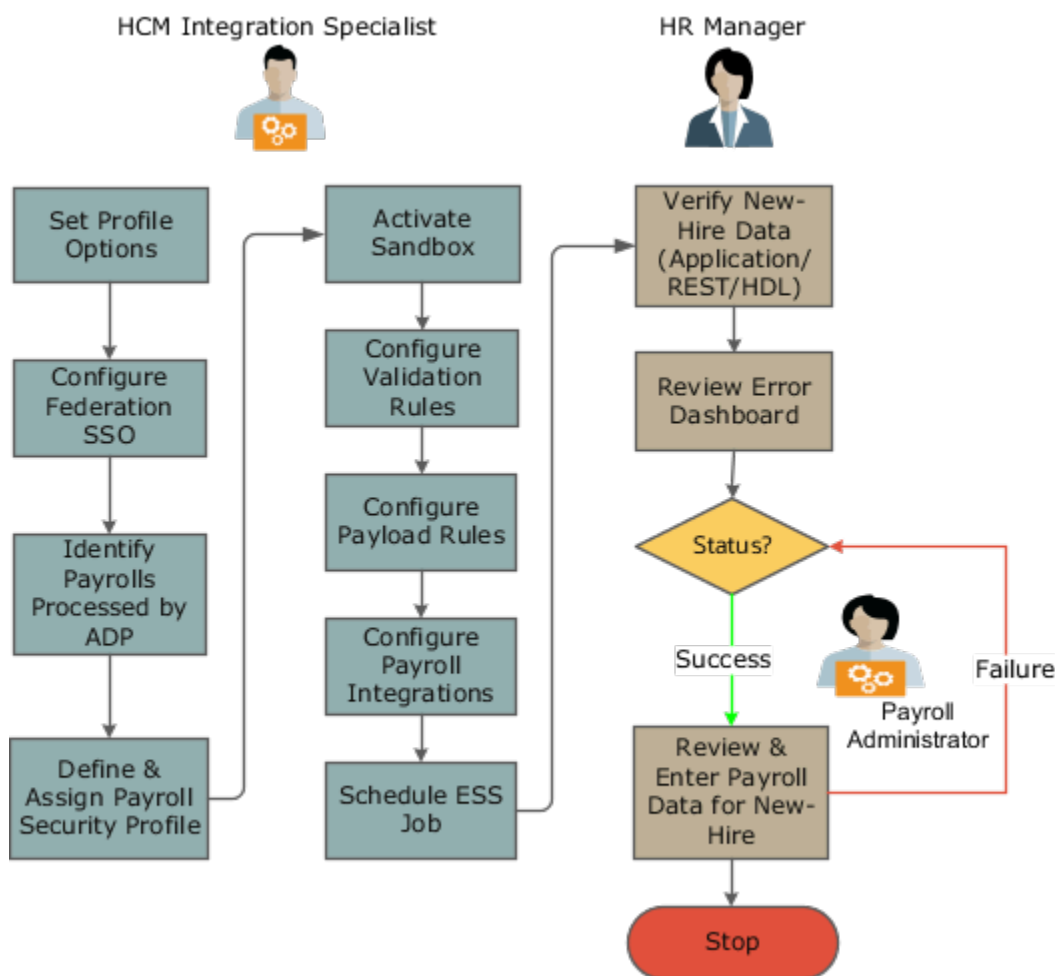 HCM Integration Specialist
HR Manager
Set Profile
Options
Configure
Federation
SSO
Identify
Payrolls
Processed by
ADP
Define &
Assign Payroll
Security Profile
Activate
Sandbox
Configure
Validation
Rules
Configure
Payload Rules
Configure
Payroll
Integrations
Schedule ESS
Job
Verify New-
Hire Data
(Application/
REST/HDL)
Review Error
Dashboard
Status?
Success
Failure
Payroll
Administrator
Review &
Enter Payroll
Data for New-
Hire
Stop